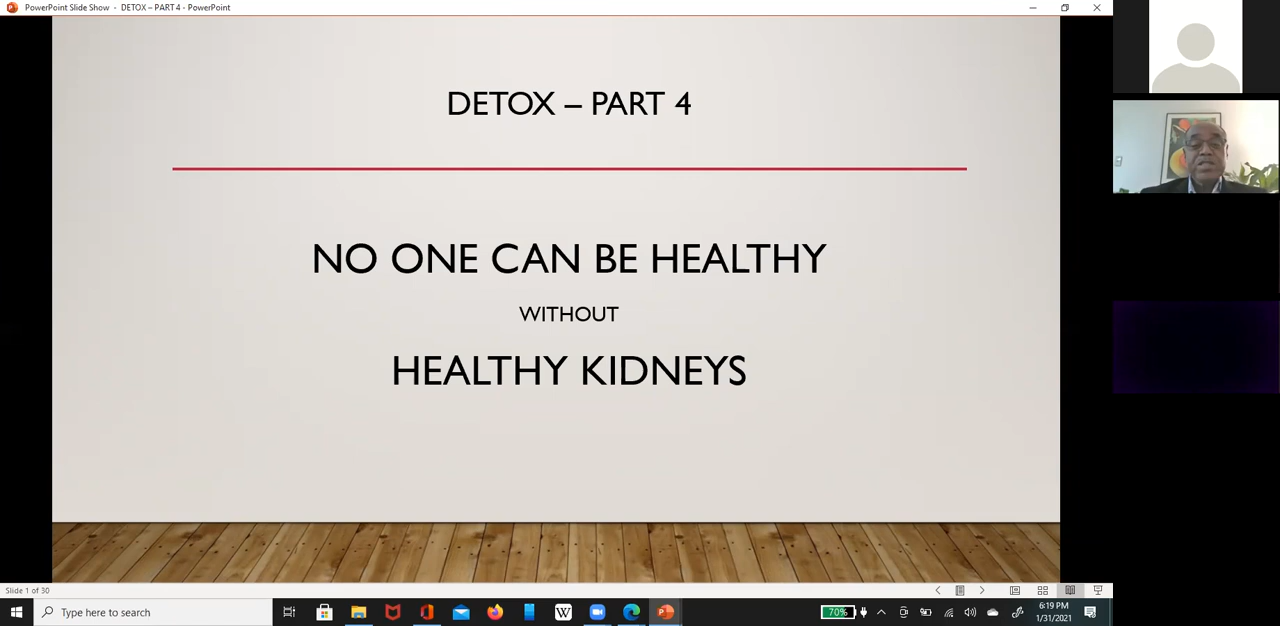 PowerPoint Slide Show - DETOX – PART 4 - PowerPoint
DETOX – PART 4
NO ONE CAN BE HEALTHY
WITHOUT
HEALTHY KIDNEYS
Slide 1 of 30
Type here to search
W
70%
6:19 PM
1/31/2021